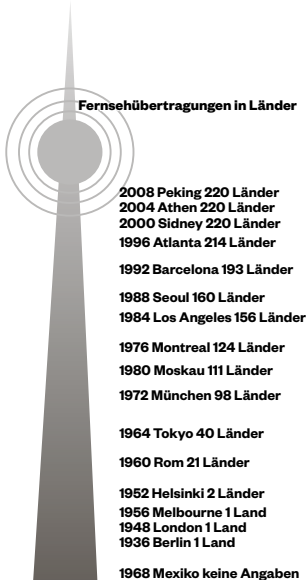 Fernsehübertragungen in Länder
2008 Peking 220 Länder
2004 Athen 220 Länder
2000 Sidney 220 Länder
1996 Atlanta 214 Länder
1992 Barcelona 193 Länder
1988 Seoul 160 Länder
1984 Los Angeles 156 Länder
1976 Montreal 124 Länder
1980 Moskau 111 Länder
1972 München 98 Länder
1964 Tokyo 40 Länder
1960 Rom 21 Länder
1952 Helsinki 2 Länder
1956 Melbourne 1 Land
1948 London 1 Land
1936 Berlin 1 Land
1968 Mexiko keine Angaben